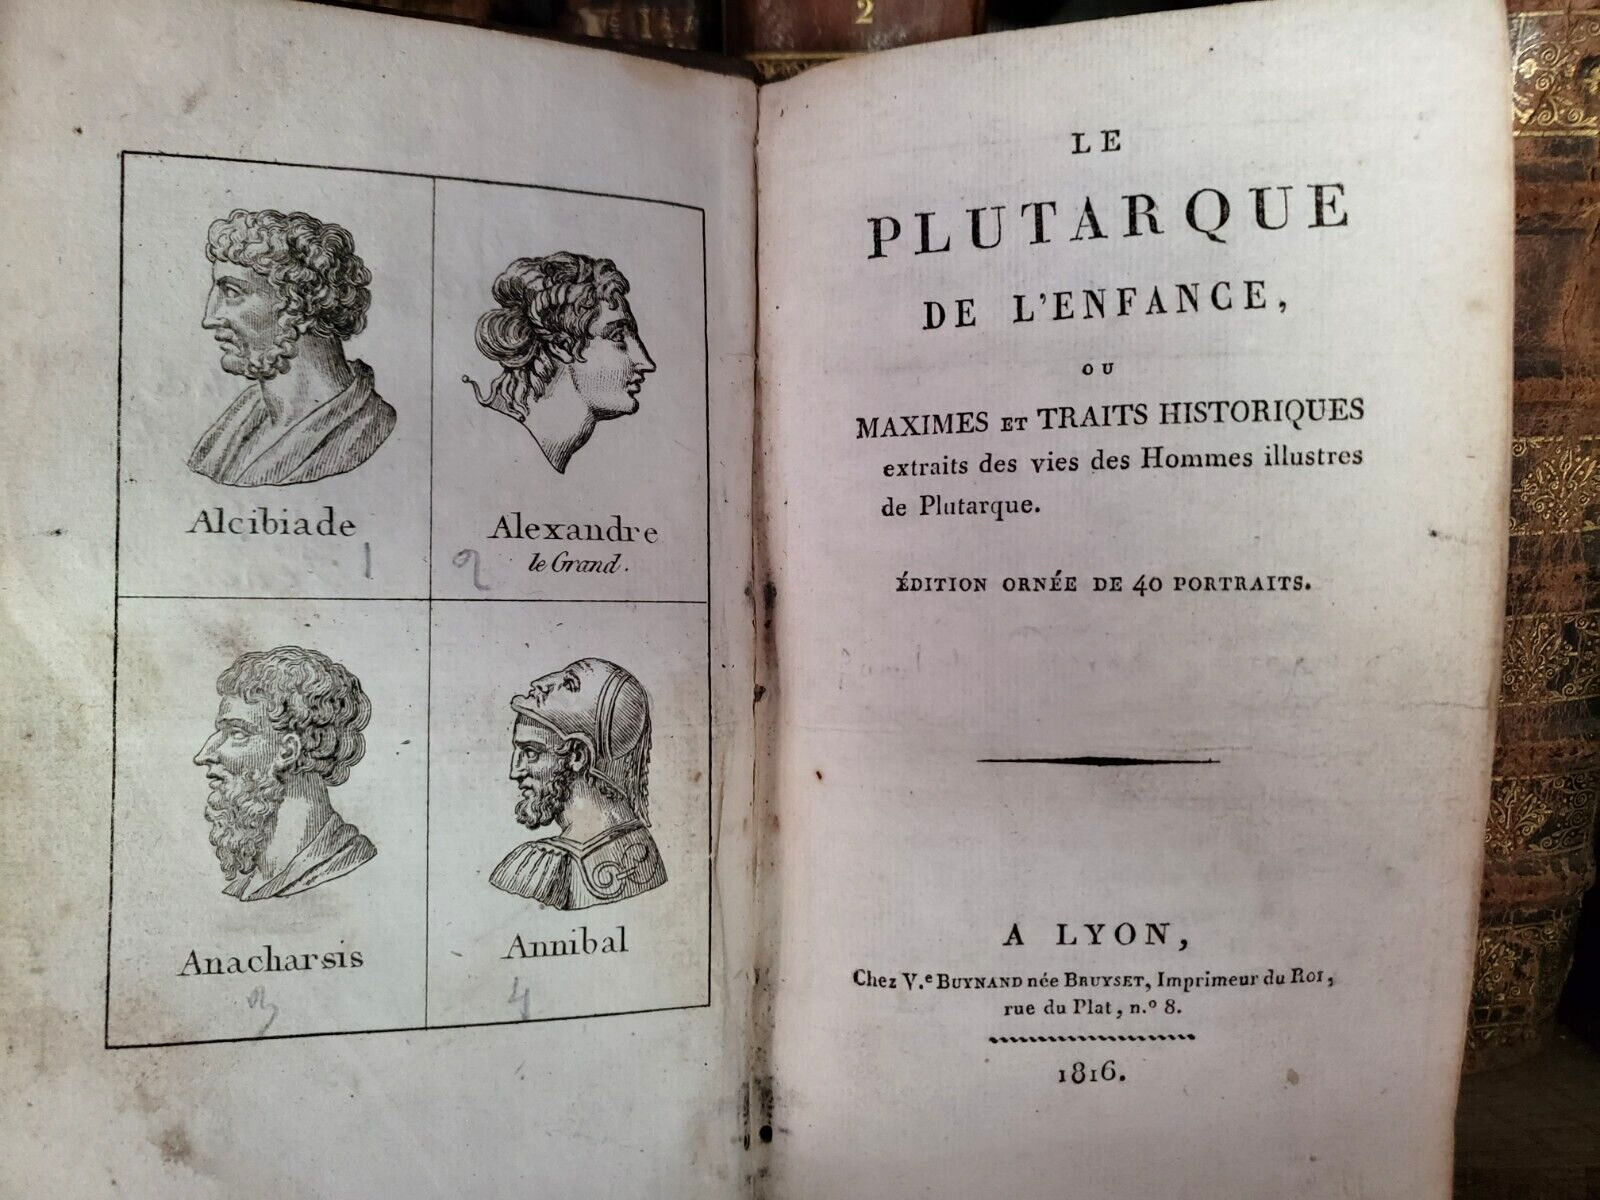 2
Alcibiade
1
Alexandre
le Grand.
2
Anacharsis
3
Annibal
4
LE
PLUTARQUE
DE L'ENFANCE,
OU
MAXIMES ET TRAITS HISTORIQUES
extraits des vies des Hommes illustres
de Plutarque.
ÉDITION ORNÉE DE 40 PORTRAITS.
A LYON,
Chez V.e BUYNAND née BRUYSET, Imprimeur du ROI,
rue du Plat, n.º 8.
1816.